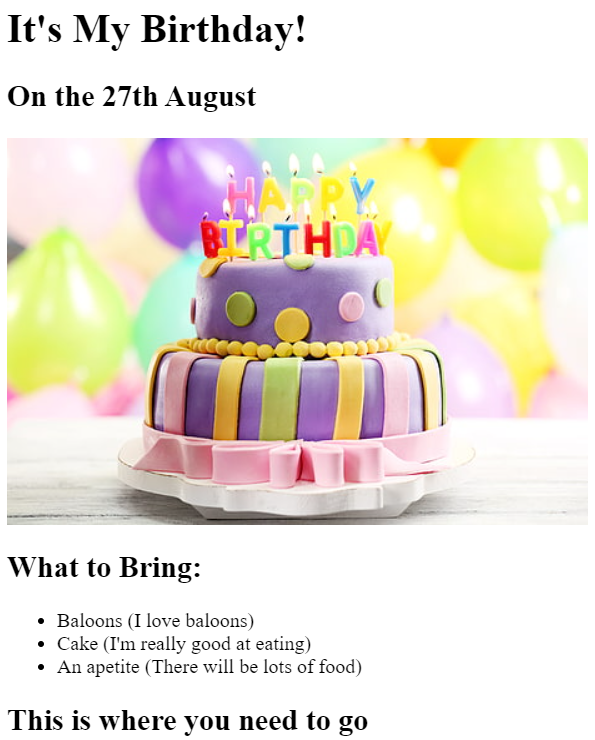 It's My Birthday!
On the 27th August
HAPPY
BIRTHDAY
What to Bring:
Baloons (I love baloons)
Cake (I'm really good at eating)
An apetite (There will be lots of food)
This is where you need to go